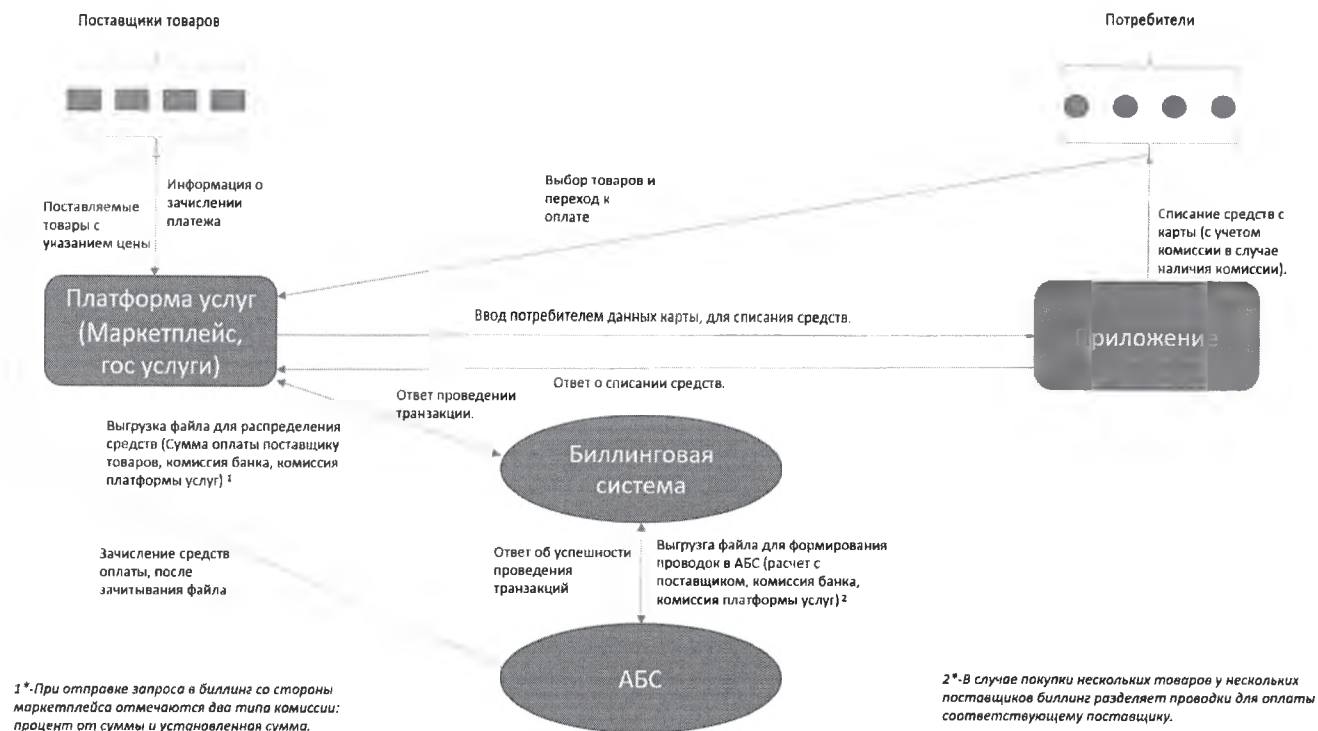 Поставщики товаров
Потребители
Информация о
зачислении
платежа
Поставляемые
товары с
указанием цены
Выбор товаров и
переход к
оплате
Списание средств с
карты (с учетом
комиссии в случае
наличия комиссии).
Платформа услуг
(Маркетплейс,
гос услуги)
Ввод потребителем данных карты, для списания средств.
Приложение
Ответ о списании средств.
Ответ проведении
транзакции.
Выгрузка файла для распределения
средств (Сумма оплаты поставщику
товаров, комиссия банка, комиссия
платформы услуг) 1
Биллинговая
система
Зачисление средств
оплаты, после
зачитывания файла
Ответ об успешности
проведения
транзакций
Выгрузга файла для формирования
проводок в АБС (расчет с
поставщиком, комиссия банка,
комиссия платформы услуг) 2
АБС
1*-При отправке запроса в биллинг со стороны
маркетплейса отмечаются два типа комиссии:
процент от суммы и установленная сумма.
2*-В случае покупки нескольких товаров у нескольких
поставщиков биллинг разделяет проводки для оплаты
соответствующему поставщику.